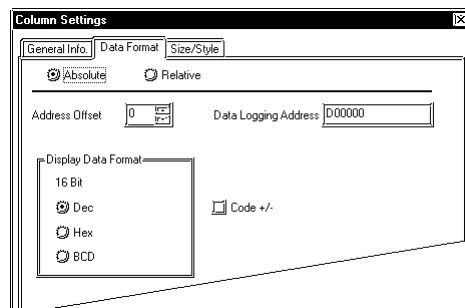 Column Settings
General Info. Data Format Size/Style
Absolute Relative
Address Offset 0 Data Logging Address D00000
Display Data Format
16 Bit
Dec Code +/-
Hex
BCD